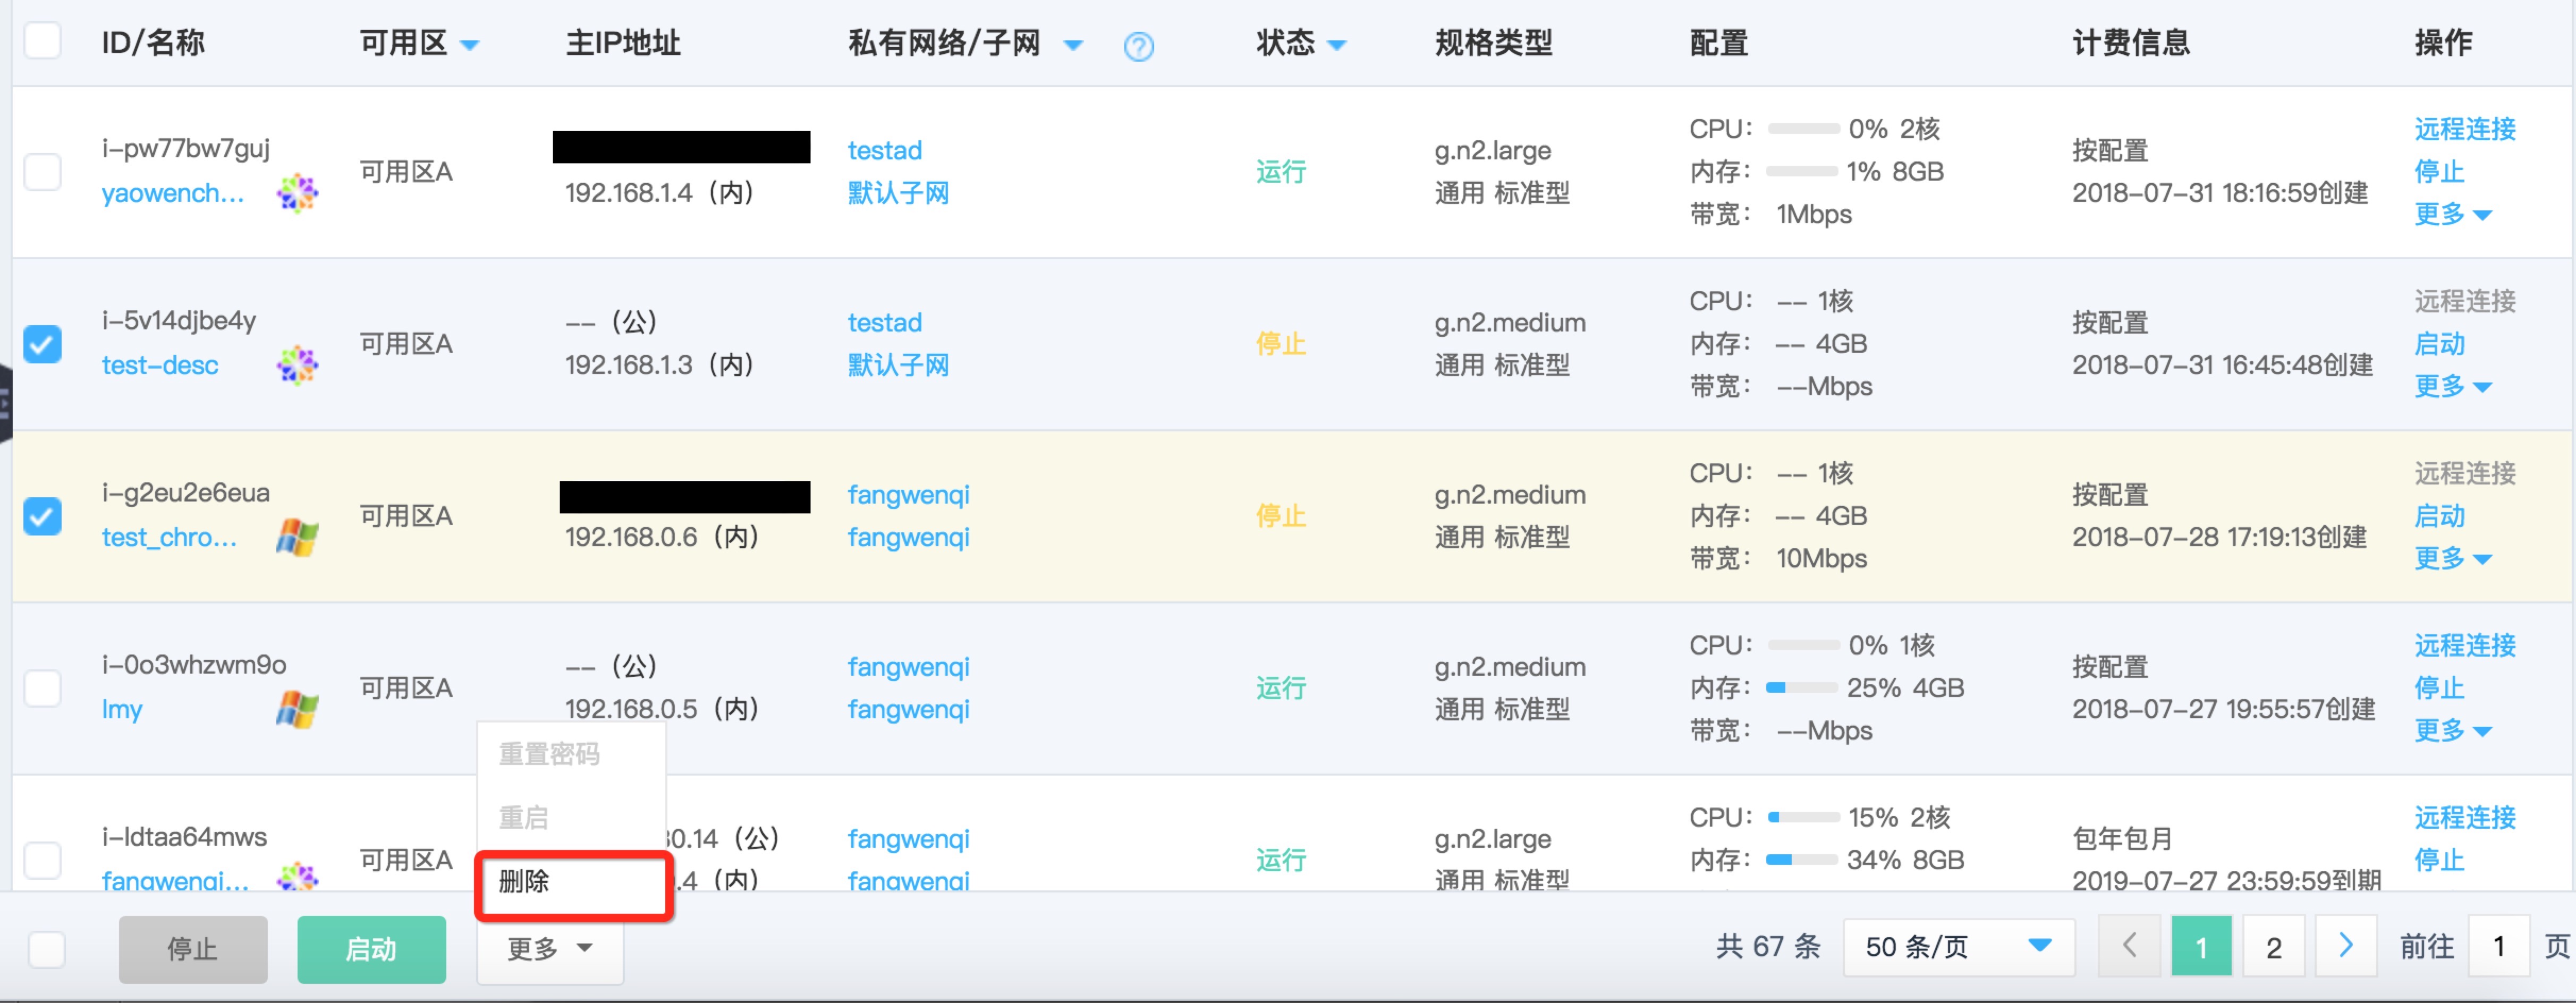 ID/名称 可用区 主IP地址 私有网络/子网 ? 状态 规格类型 配置 计费信息 操作
i-pw77bw7guj
yaowench...
可用区A
192.168.1.4（内）
testad
默认子网
运行
g.n2.large
通用 标准型
CPU： 0% 2核
内存： 1% 8GB
带宽： 1Mbps
按配置
2018-07-31 18:16:59创建
远程连接
停止
更多
i-5v14djbe4y
test-desc
可用区A
--（公）
192.168.1.3（内）
testad
默认子网
停止
g.n2.medium
通用 标准型
CPU： -- 1核
内存： -- 4GB
带宽： --Mbps
按配置
2018-07-31 16:45:48创建
远程连接
启动
更多
i-g2eu2e6eua
test_chro...
可用区A
192.168.0.6（内）
fangwenqi
fangwenqi
停止
g.n2.medium
通用 标准型
CPU： -- 1核
内存： -- 4GB
带宽： 10Mbps
按配置
2018-07-28 17:19:13创建
远程连接
启动
更多
i-0o3whzwm9o
lmy
可用区A
--（公）
192.168.0.5（内）
fangwenqi
fangwenqi
运行
g.n2.medium
通用 标准型
CPU： 0% 1核
内存： 25% 4GB
带宽： --Mbps
按配置
2018-07-27 19:55:57创建
远程连接
停止
更多
i-ldtaa64mws
fangwenqi...
可用区A
0.14（公）
.4（内）
fangwenqi
fangwenqi
运行
g.n2.large
通用 标准型
CPU： 15% 2核
内存： 34% 8GB
包年包月
2019-07-27 23:59:59到期
远程连接
停止
重置密码
重启
删除
停止 启动 更多 共 67 条 50 条/页 1 2 前往 1 页